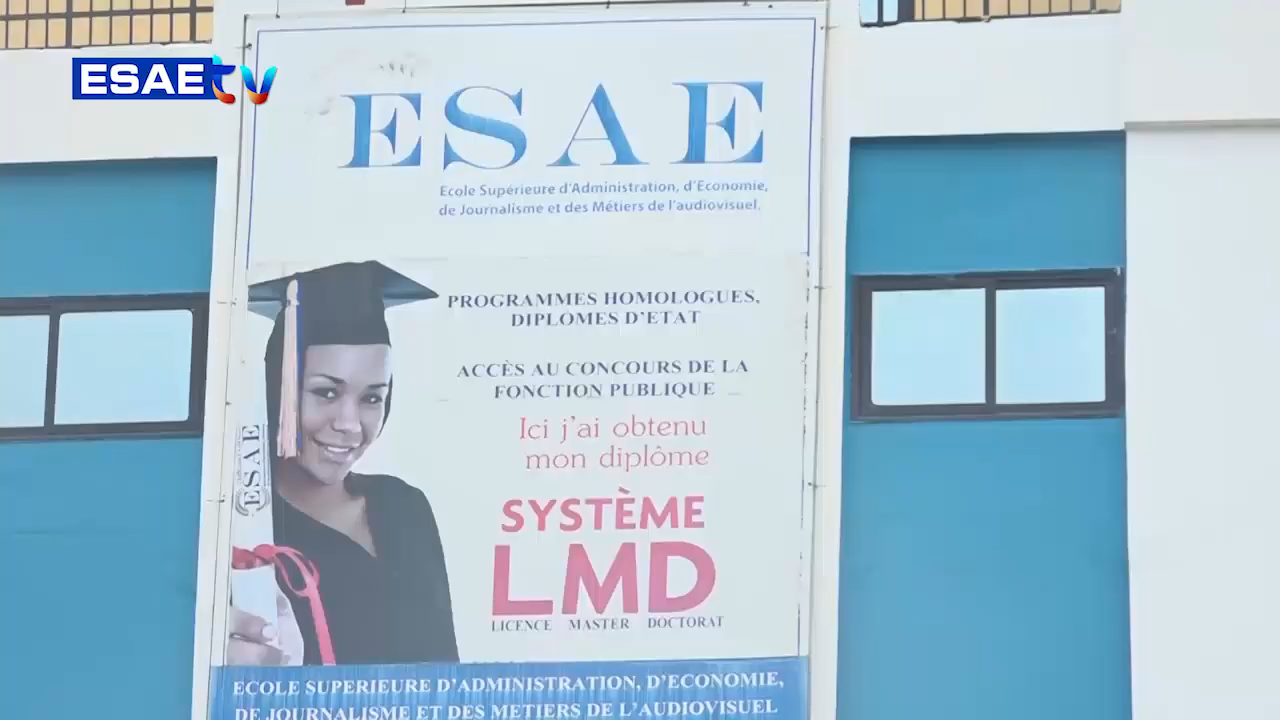 ESAEtv
ESAE
Ecole Supérieure d'Administration, d'Economie,
de Journalisme et des Métiers de l'audiovisuel.
PROGRAMMES HOMOLOGUES,
DIPLOMES D'ETAT
ACCÈS AU CONCOURS DE LA
FONCTION PUBLIQUE
Ici j'ai obtenu
mon diplôme
ESAE
SYSTÈME
LMD
LICENCE MASTER DOCTORAT
ECOLE SUPERIEURE D'ADMINISTRATION, D'ECONOMIE,
DE JOURNALISME ET DES METIERS DE L'AUDIOVISUEL